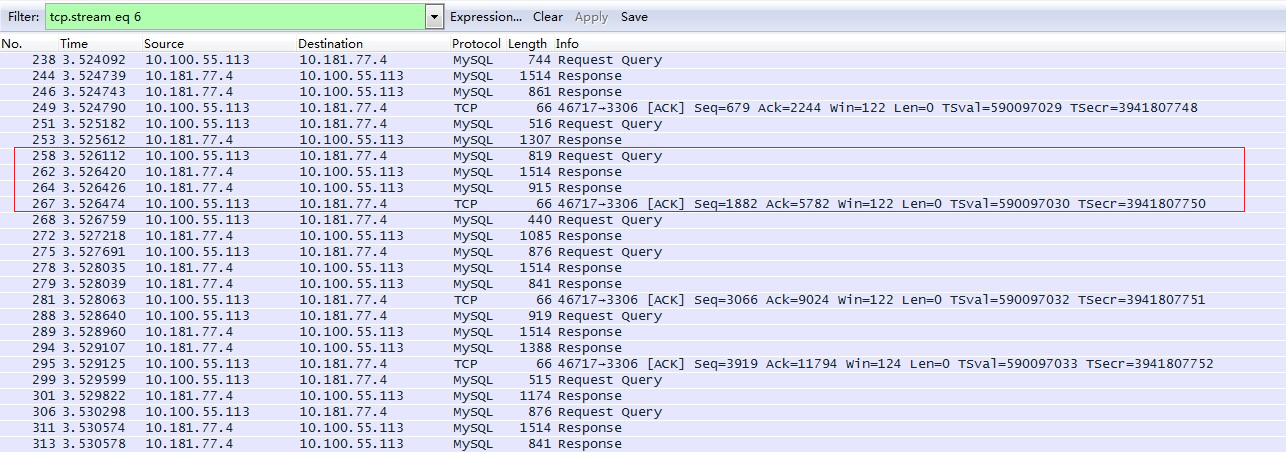 Filter: tcp.stream eq 6 Expression... Clear Apply Save
No. Time Source Destination Protocol Length Info
238 3.524092 10.100.55.113 10.181.77.4 MySQL 744 Request Query
244 3.524739 10.181.77.4 10.100.55.113 MySQL 1514 Response
246 3.524743 10.181.77.4 10.100.55.113 MySQL 861 Response
249 3.524790 10.100.55.113 10.181.77.4 TCP 66 46717→3306 [ACK] Seq=679 Ack=2244 Win=122 Len=0 TSval=590097029 TSecr=3941807748
251 3.525182 10.100.55.113 10.181.77.4 MySQL 516 Request Query
253 3.525612 10.181.77.4 10.100.55.113 MySQL 1307 Response
258 3.526112 10.100.55.113 10.181.77.4 MySQL 819 Request Query
262 3.526420 10.181.77.4 10.100.55.113 MySQL 1514 Response
264 3.526426 10.181.77.4 10.100.55.113 MySQL 915 Response
267 3.526474 10.100.55.113 10.181.77.4 TCP 66 46717→3306 [ACK] Seq=1882 Ack=5782 Win=122 Len=0 TSval=590097030 TSecr=3941807750
268 3.526759 10.100.55.113 10.181.77.4 MySQL 440 Request Query
272 3.527218 10.181.77.4 10.100.55.113 MySQL 1085 Response
275 3.527691 10.100.55.113 10.181.77.4 MySQL 876 Request Query
278 3.528035 10.181.77.4 10.100.55.113 MySQL 1514 Response
279 3.528039 10.181.77.4 10.100.55.113 MySQL 841 Response
281 3.528063 10.100.55.113 10.181.77.4 TCP 66 46717→3306 [ACK] Seq=3066 Ack=9024 Win=122 Len=0 TSval=590097032 TSecr=3941807751
288 3.528640 10.100.55.113 10.181.77.4 MySQL 919 Request Query
289 3.528960 10.181.77.4 10.100.55.113 MySQL 1514 Response
294 3.529107 10.181.77.4 10.100.55.113 MySQL 1388 Response
295 3.529125 10.100.55.113 10.181.77.4 TCP 66 46717→3306 [ACK] Seq=3919 Ack=11794 Win=124 Len=0 TSval=590097033 TSecr=3941807752
299 3.529599 10.100.55.113 10.181.77.4 MySQL 515 Request Query
301 3.529822 10.181.77.4 10.100.55.113 MySQL 1174 Response
306 3.530298 10.100.55.113 10.181.77.4 MySQL 876 Request Query
311 3.530574 10.181.77.4 10.100.55.113 MySQL 1514 Response
313 3.530578 10.181.77.4 10.100.55.113 MySQL 841 Response